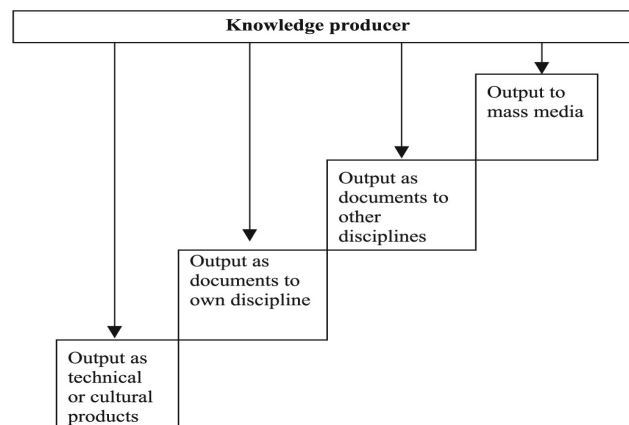 Knowledge producer
Output to
mass media
Output as
documents to
other
disciplines
Output as
documents to
own discipline
Output as
technical
or cultural
products